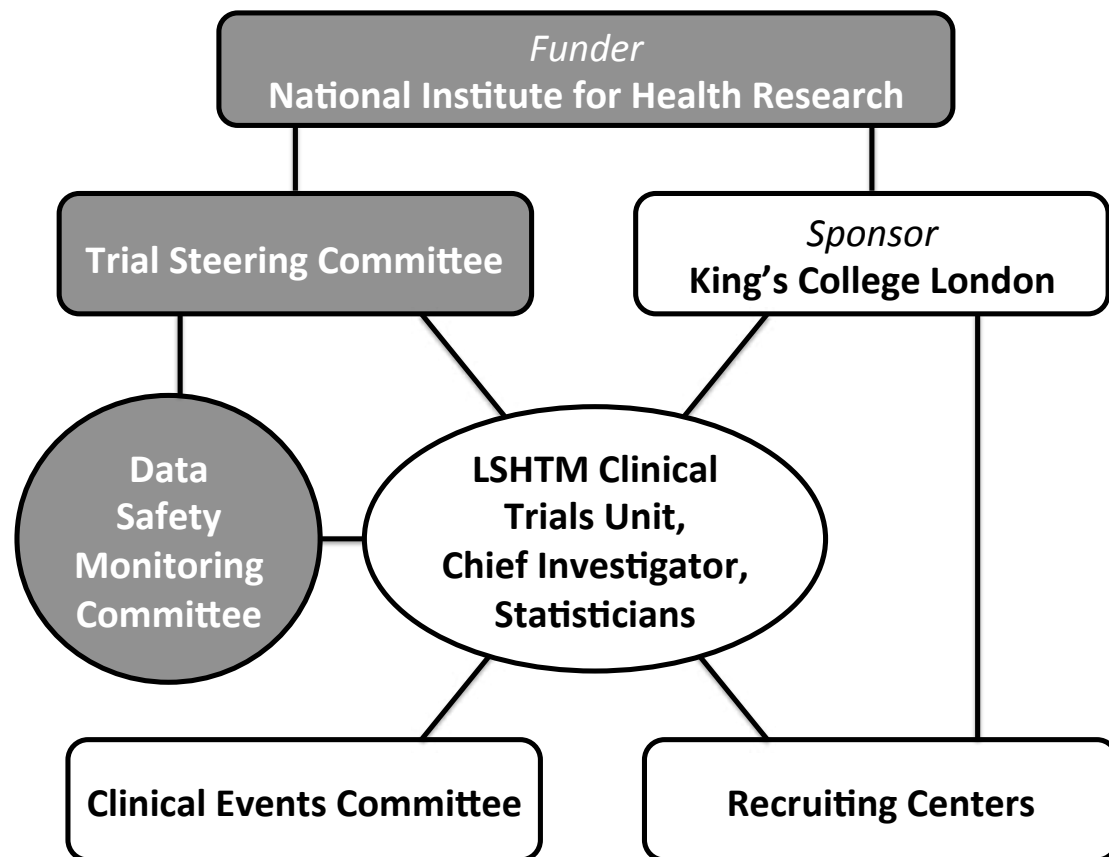 Funder
National Institute for Health Research
Trial Steering Committee
Sponsor
King’s College London
Data
Safety
Monitoring
Committee
LSHTM Clinical
Trials Unit,
Chief Investigator,
Statisticians
Clinical Events Committee
Recruiting Centers